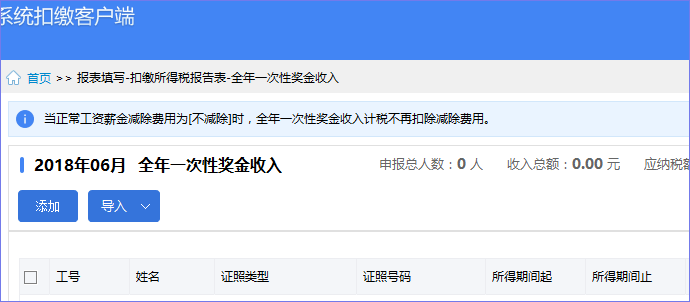 系统扣缴客户端
首页 >> 报表填写-扣缴所得税报告表-全年一次性奖金收入
当正常工资薪金减除费用为[不减除]时，全年一次性奖金收入计税不再扣除减除费用。
2018年06月 全年一次性奖金收入 申报总人数：0 人 收入总额：0.00 元 应纳税
添加 导入
工号 姓名 证照类型 证照号码 所得期间起 所得期间止